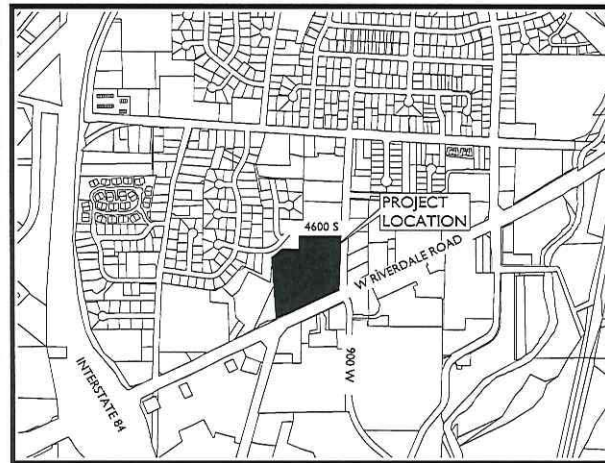 PROJECT
LOCATION
4600 S
W RIVERDALE ROAD
900 W
INTERSTATE 84